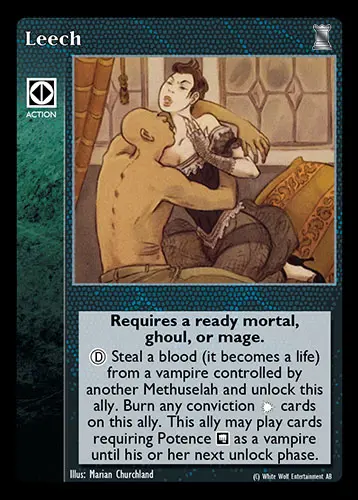 Leech
ACTION
Requires a ready mortal,
ghoul, or mage.
Ⓓ Steal a blood (it becomes a life)
from a vampire controlled by
another Methuselah and unlock this
ally. Burn any conviction cards
on this ally. This ally may play cards
requiring Potence as a vampire
until his or her next unlock phase.
Illus: Marian Churchland
(C) White Wolf Entertainment AB